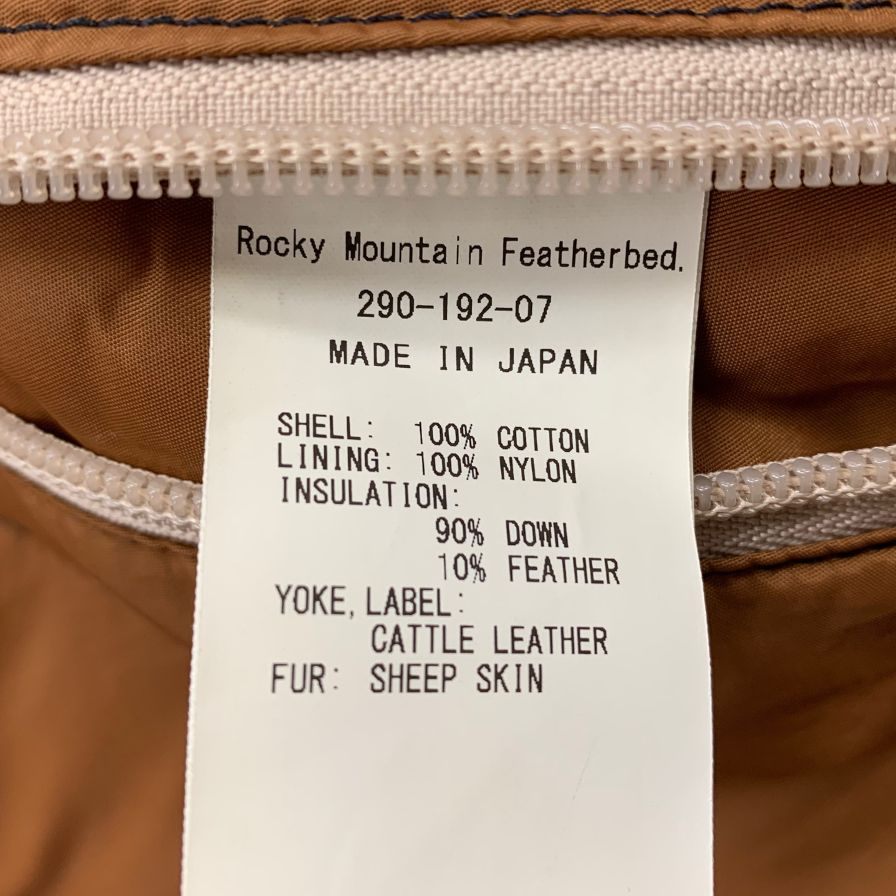 Rocky Mountain Featherbed.
290-192-07
MADE IN JAPAN
SHELL: 100% COTTON
LINING: 100% NYLON
INSULATION:
90% DOWN
10% FEATHER
YOKE, LABEL:
CATTLE LEATHER
FUR: SHEEP SKIN